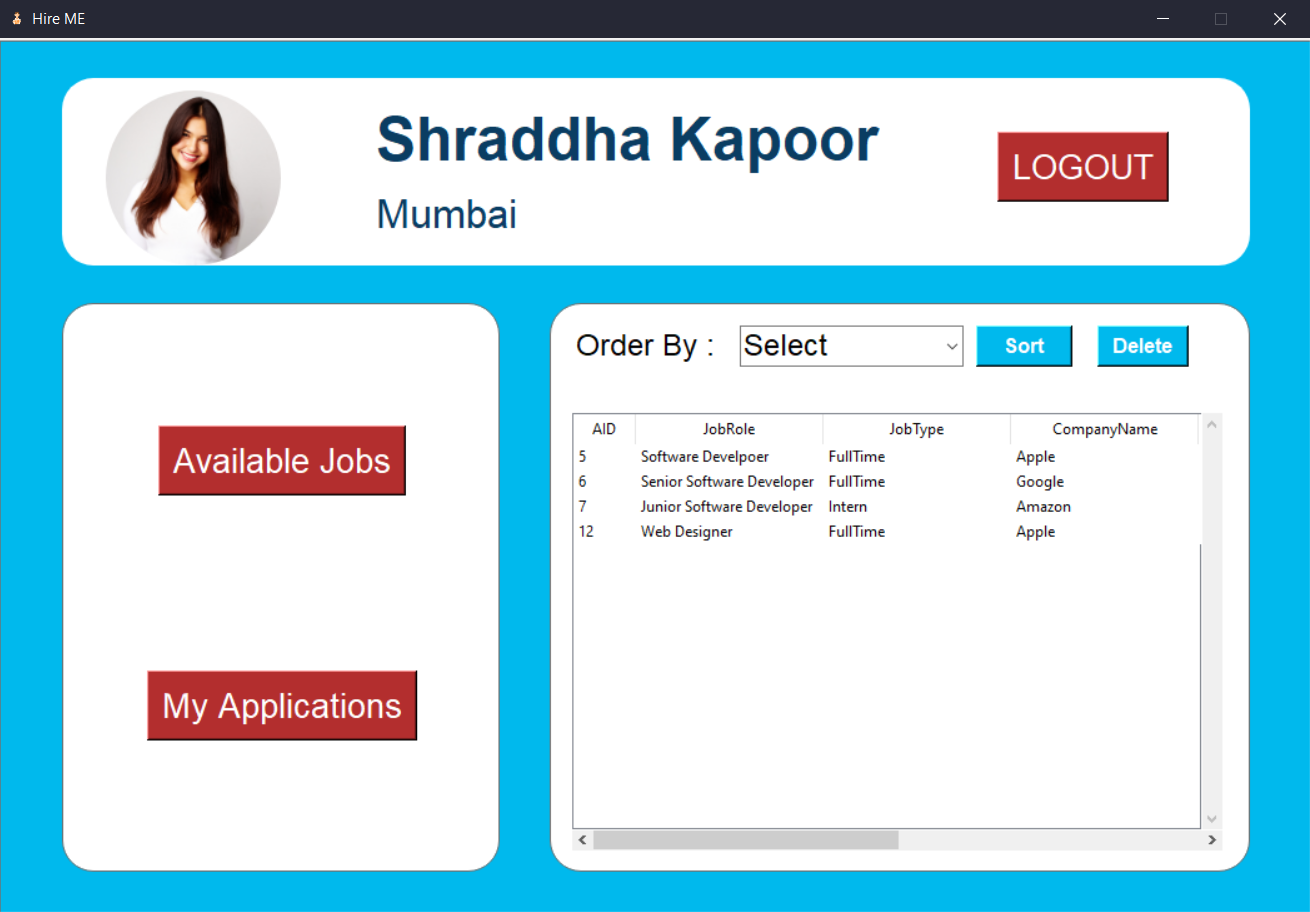 Hire ME
Shraddha Kapoor
LOGOUT
Mumbai
Order By : Select Sort Delete
Available Jobs
My Applications
AID JobRole JobType CompanyName
5 Software Develpoer FullTime Apple
6 Senior Software Developer FullTime Google
7 Junior Software Developer Intern Amazon
12 Web Designer FullTime Apple